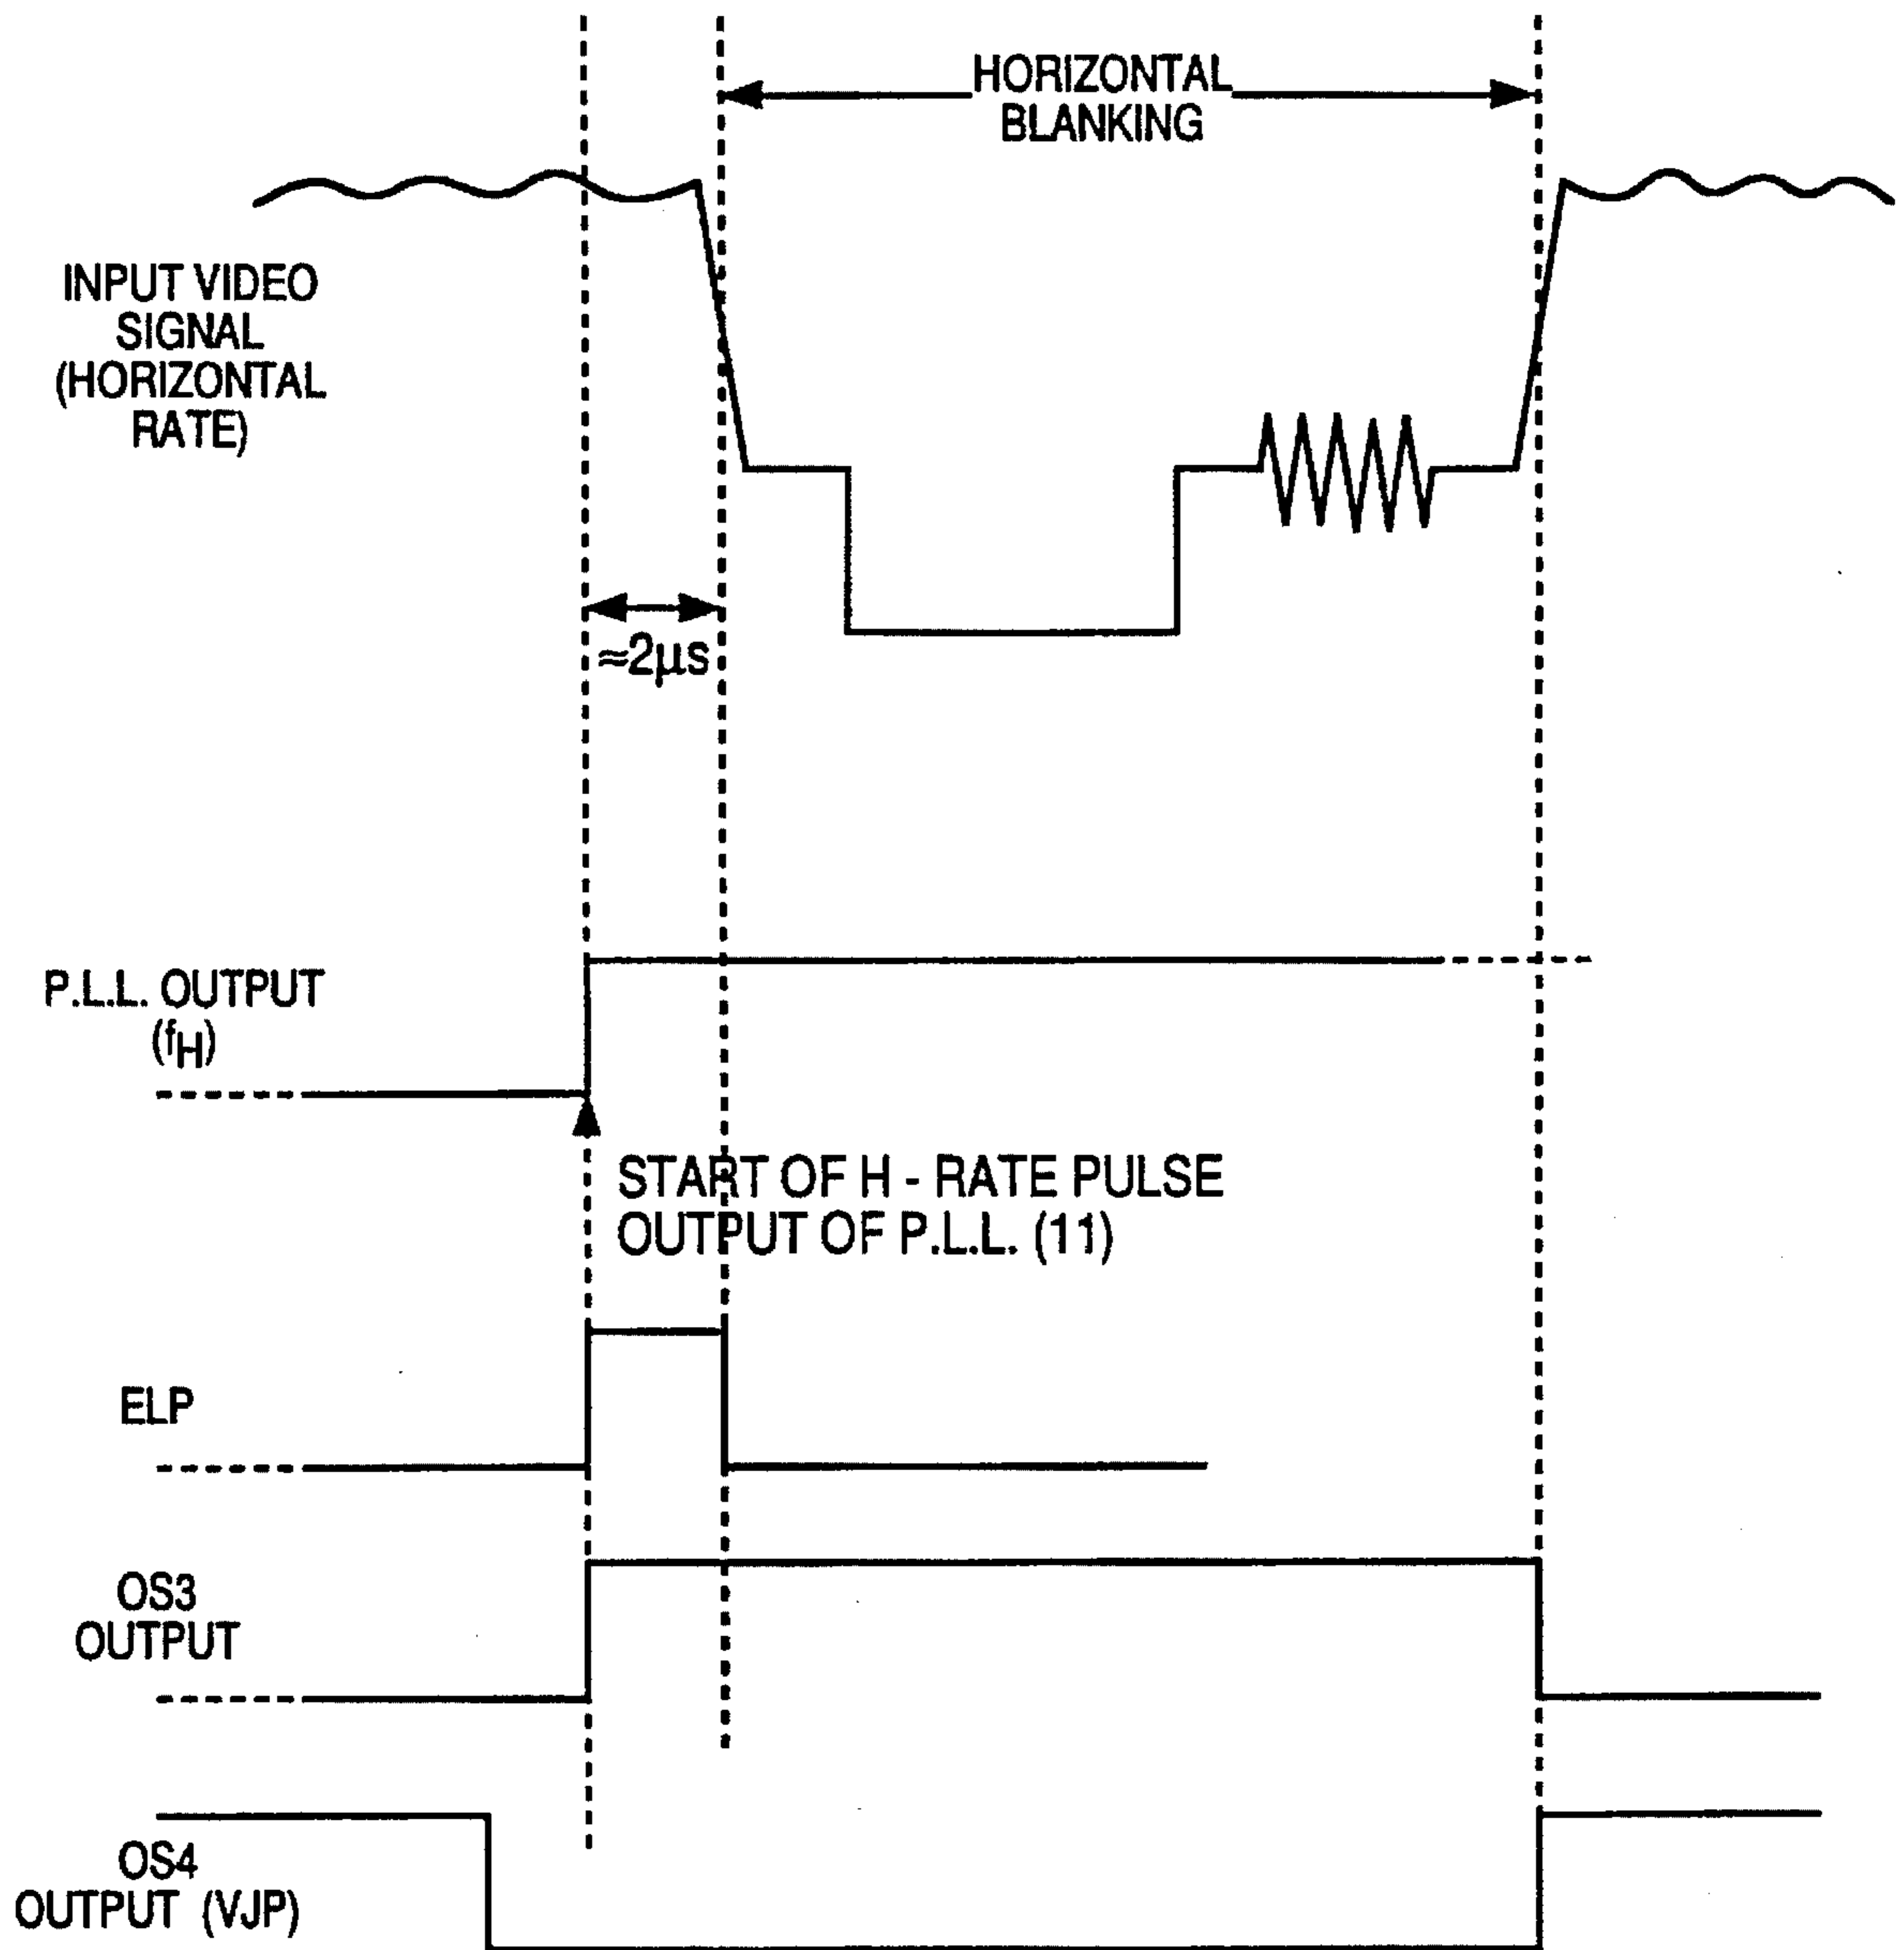 HORIZONTAL
BLANKING
INPUT VIDEO
SIGNAL
(HORIZONTAL
RATE)
≈2μs
P.L.L. OUTPUT
(fH)
START OF H - RATE PULSE
OUTPUT OF P.L.L. (11)
ELP
OS3
OUTPUT
OS4
OUTPUT (VJP)